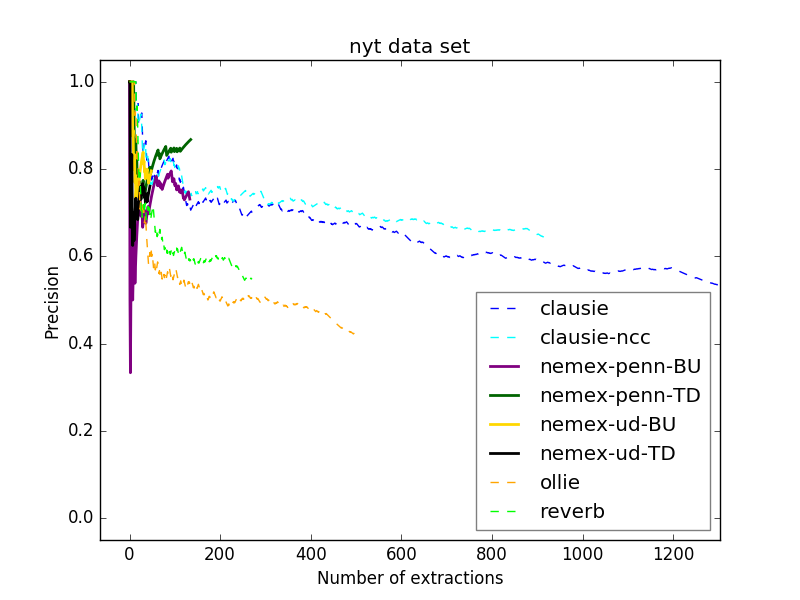 nyt data set
1.0
0.8
0.6
0.4
0.2
0.0
Precision
0 200 400 600 800 1000 1200
Number of extractions
clausie
clausie-ncc
nemex-penn-BU
nemex-penn-TD
nemex-ud-BU
nemex-ud-TD
ollie
reverb